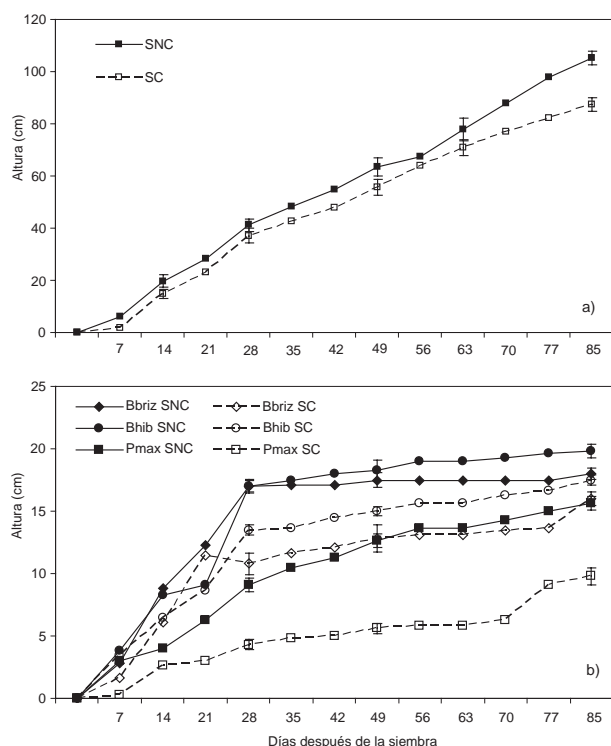 120
100
80
60
40
20
0
Altura (cm)
SNC
SC
a)
7 14 21 28 35 42 49 56 63 70 77 85
25
20
15
10
5
0
Altura (cm)
Bbriz SNC Bbriz SC
Bhib SNC Bhib SC
Pmax SNC Pmax SC
b)
7 14 21 28 35 42 49 56 63 70 77 85
Días después de la siembra